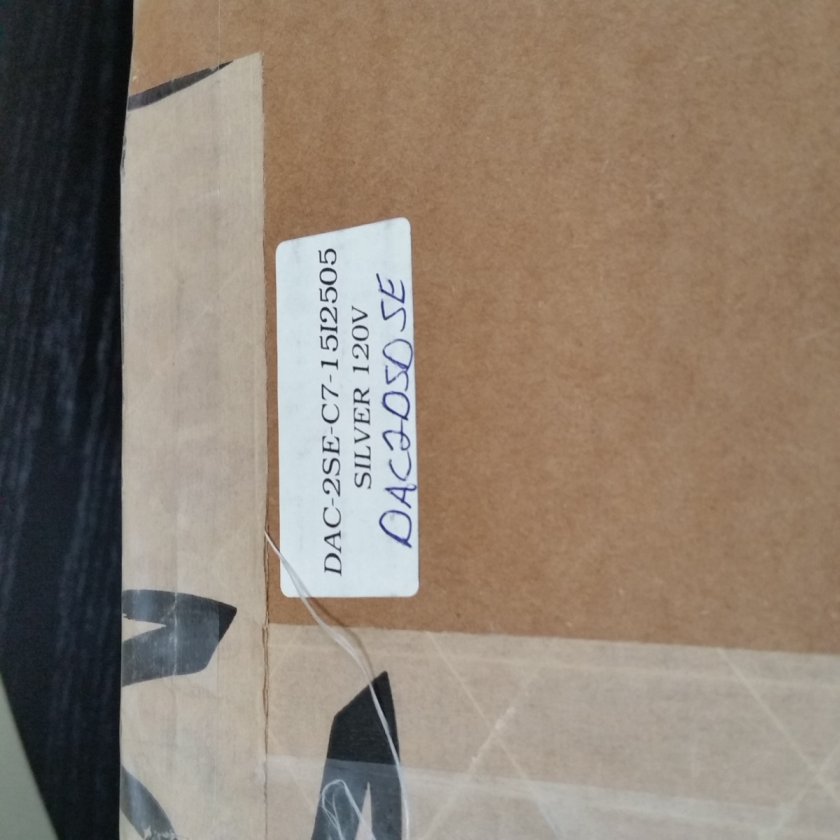 DAC-2SE-C7-15I2505
SILVER 120V
DAC2DSD SE